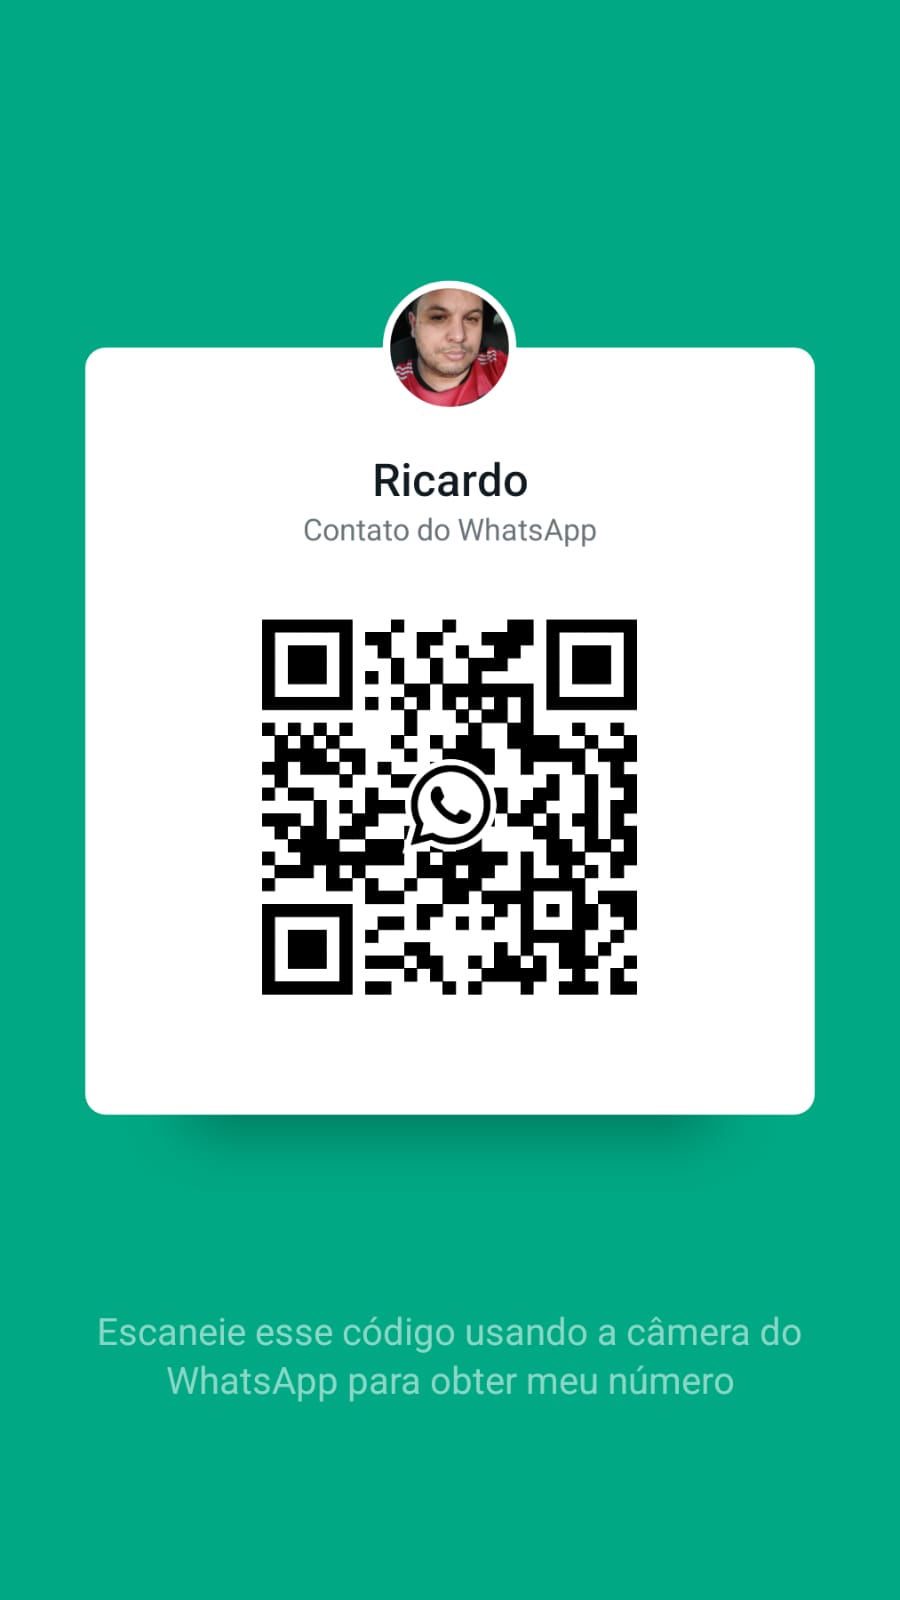 Ricardo
Contato do WhatsApp
Escaneie esse código usando a câmera do
WhatsApp para obter meu número